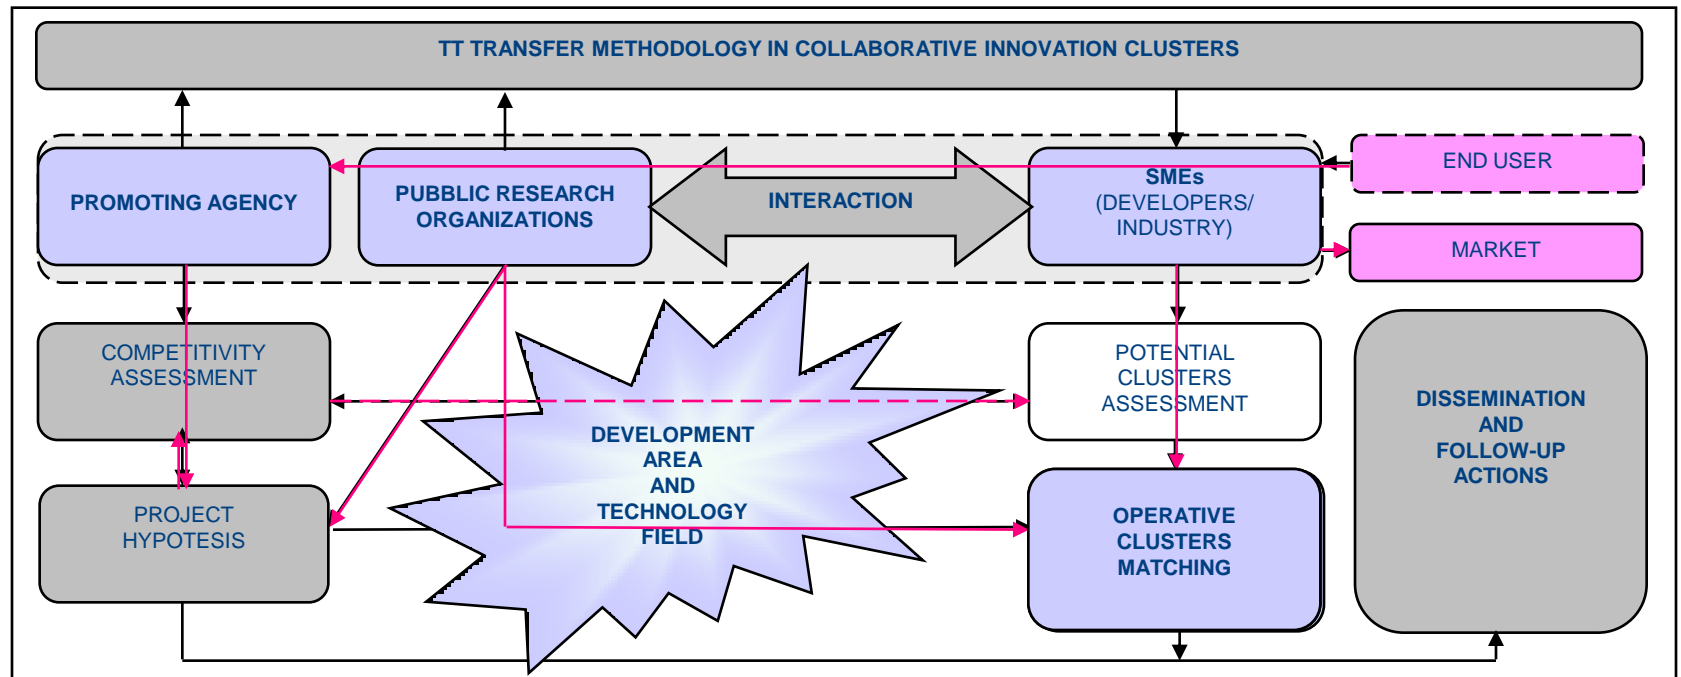 TT TRANSFER METHODOLOGY IN COLLABORATIVE INNOVATION CLUSTERS
PROMOTING AGENCY
PUBBLIC RESEARCH
ORGANIZATIONS
INTERACTION
SMEs
(DEVELOPERS/
INDUSTRY)
END USER
MARKET
COMPETITIVITY
ASSESSMENT
POTENTIAL
CLUSTERS
ASSESSMENT
DISSEMINATION
AND
FOLLOW-UP
ACTIONS
DEVELOPMENT
AREA
AND
TECHNOLOGY
FIELD
PROJECT
HYPOTESIS
OPERATIVE
CLUSTERS
MATCHING